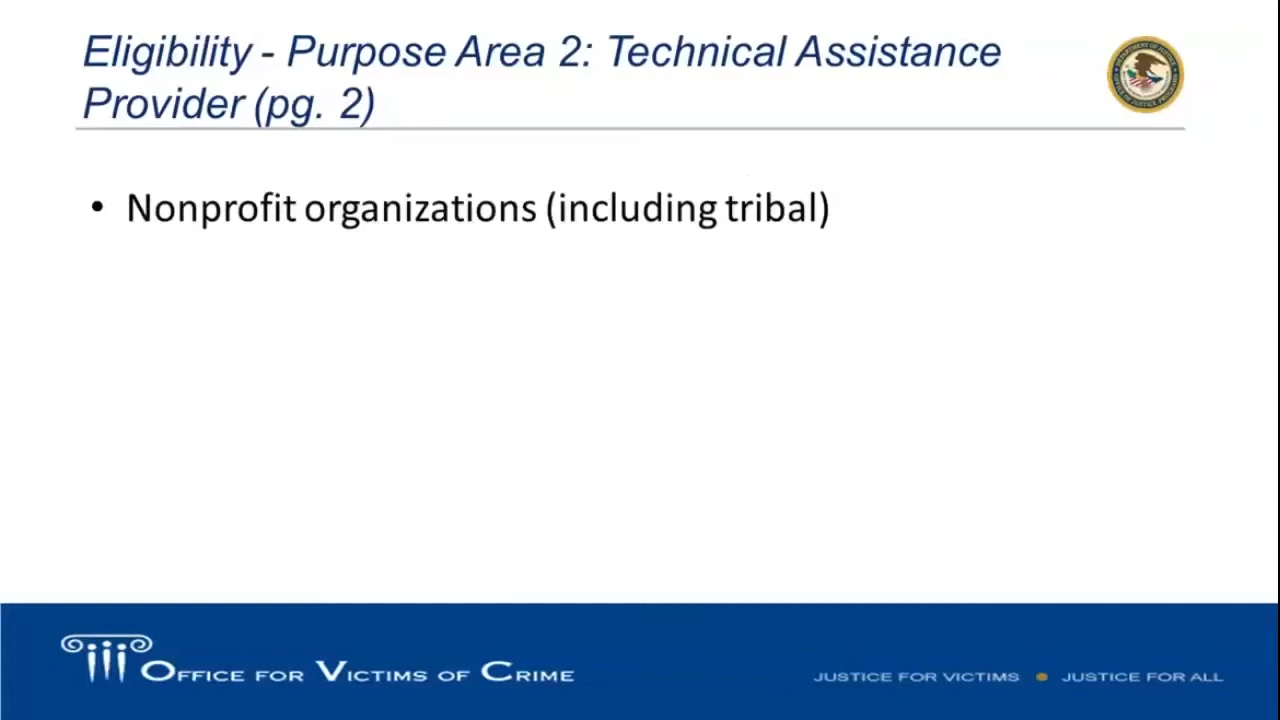 Eligibility - Purpose Area 2: Technical Assistance
Provider (pg. 2)
• Nonprofit organizations (including tribal)
OFFICE FOR VICTIMS OF CRIME
JUSTICE FOR VICTIMS • JUSTICE FOR ALL